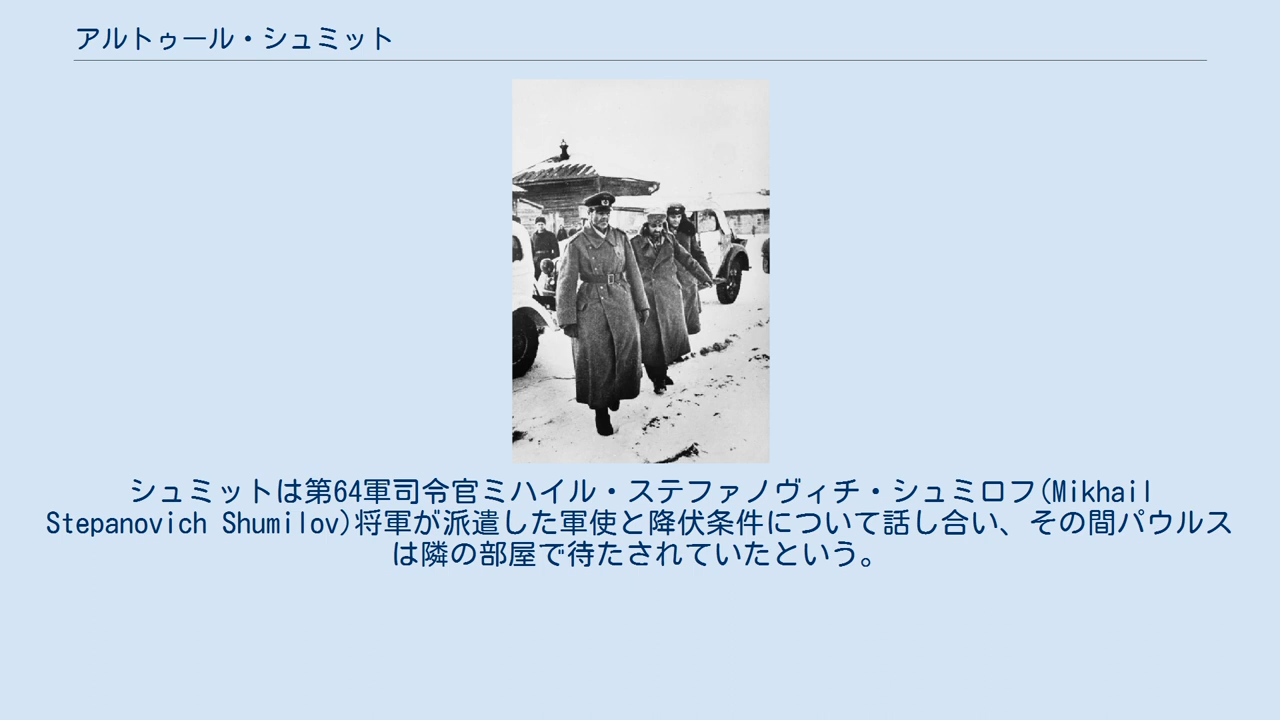 アルトゥール・シュミット
シュミットは第64軍司令官ミハイル・ステファノヴィチ・シュミロフ(Mikhail
Stepanovich Shumilov)将軍が派遣した軍使と降伏条件について話し合い、その間パウルス
は隣の部屋で待たされていたという。